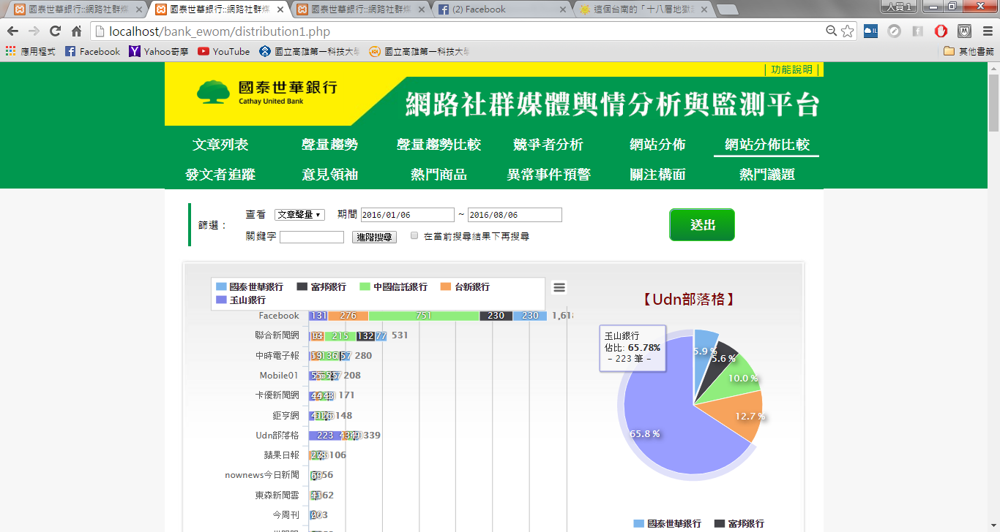 國泰世華銀行::網路社群媒
國泰世華銀行::網路社群媒
國泰世華銀行::網路社群媒
(2) Facebook
這個台南的「十八層地獄
人員 1
localhost/bank_ewom/distribution1.php
應用程式 Facebook Yahoo奇摩 YouTube 國立高雄第一科技大學 國立高雄第一科技大學 其他書籤
| 功能說明 |
國泰世華銀行
Cathay United Bank
網路社群媒體輿情分析與監測平台
文章列表 聲量趨勢 聲量趨勢比較 競爭者分析 網站分佈 網站分佈比較
發文者追蹤 意見領袖 熱門商品 異常事件預警 關注構面 熱門議題
篩選：
查看 文章聲量 期間 2016/01/06 ~ 2016/08/06
關鍵字 進階搜尋 在當前搜尋結果下再搜尋
送出
國泰世華銀行 富邦銀行 中國信託銀行 台新銀行
玉山銀行
Facebook 131 276 751 230 230 1,618
聯合新聞網 215 132 77 531
中時電子報 136 57 280
Mobile01 208
卡優新聞網 171
鉅亨網 148
Udn部落格 223 43 339
蘋果日報 106
nownews今日新聞 56
東森新聞雲 62
今周刊
【Udn部落格】
玉山銀行
佔比: 65.78%
– 223 筆 –
5.9 %
5.6 %
10.0 %
12.7 %
65.8 %
國泰世華銀行 富邦銀行